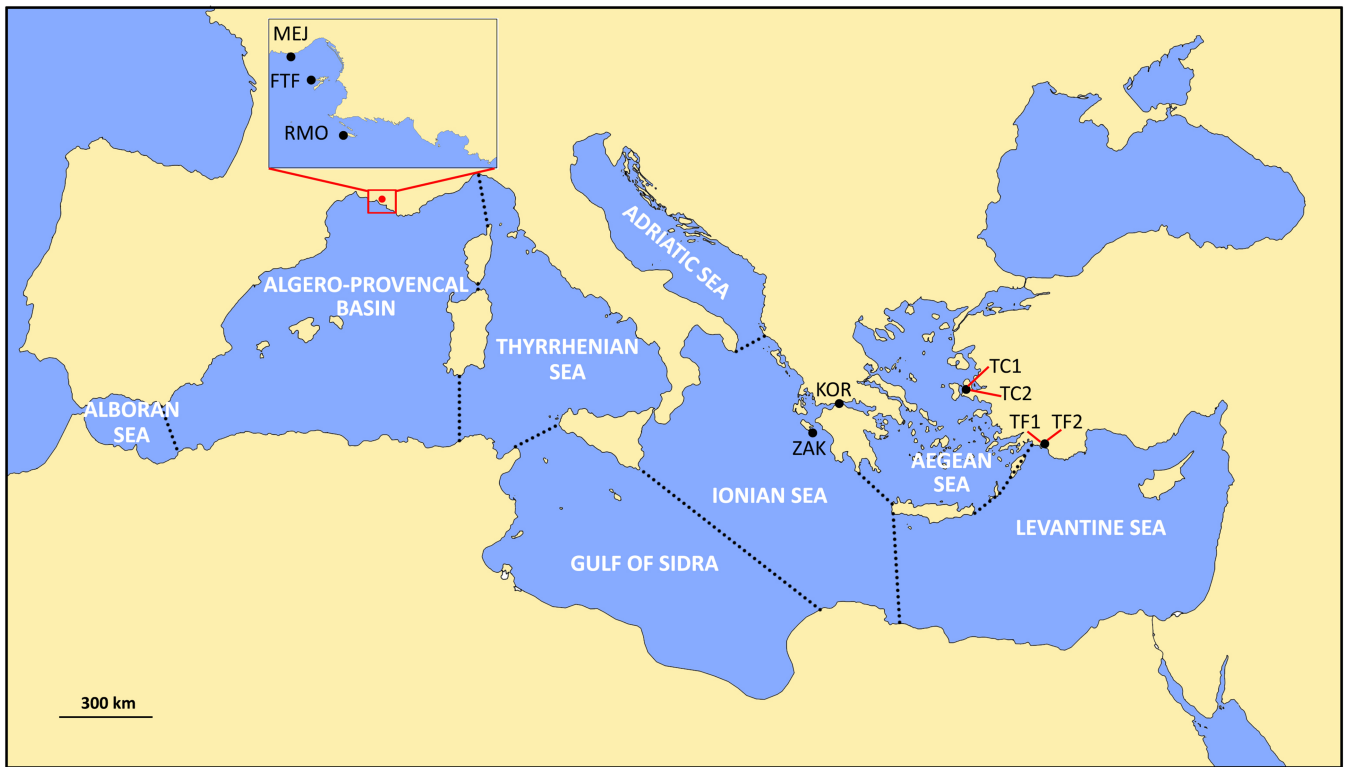 MEJ
FTF
RMO
ADRIATIC SEA
ALGERO-PROVENCAL
BASIN
THYRRHENIAN
SEA
ALBORAN
SEA
TC1
TC2
KOR
TF1 TF2
ZAK
AEGEAN
SEA
IONIAN SEA
LEVANTINE SEA
GULF OF SIDRA
300 km